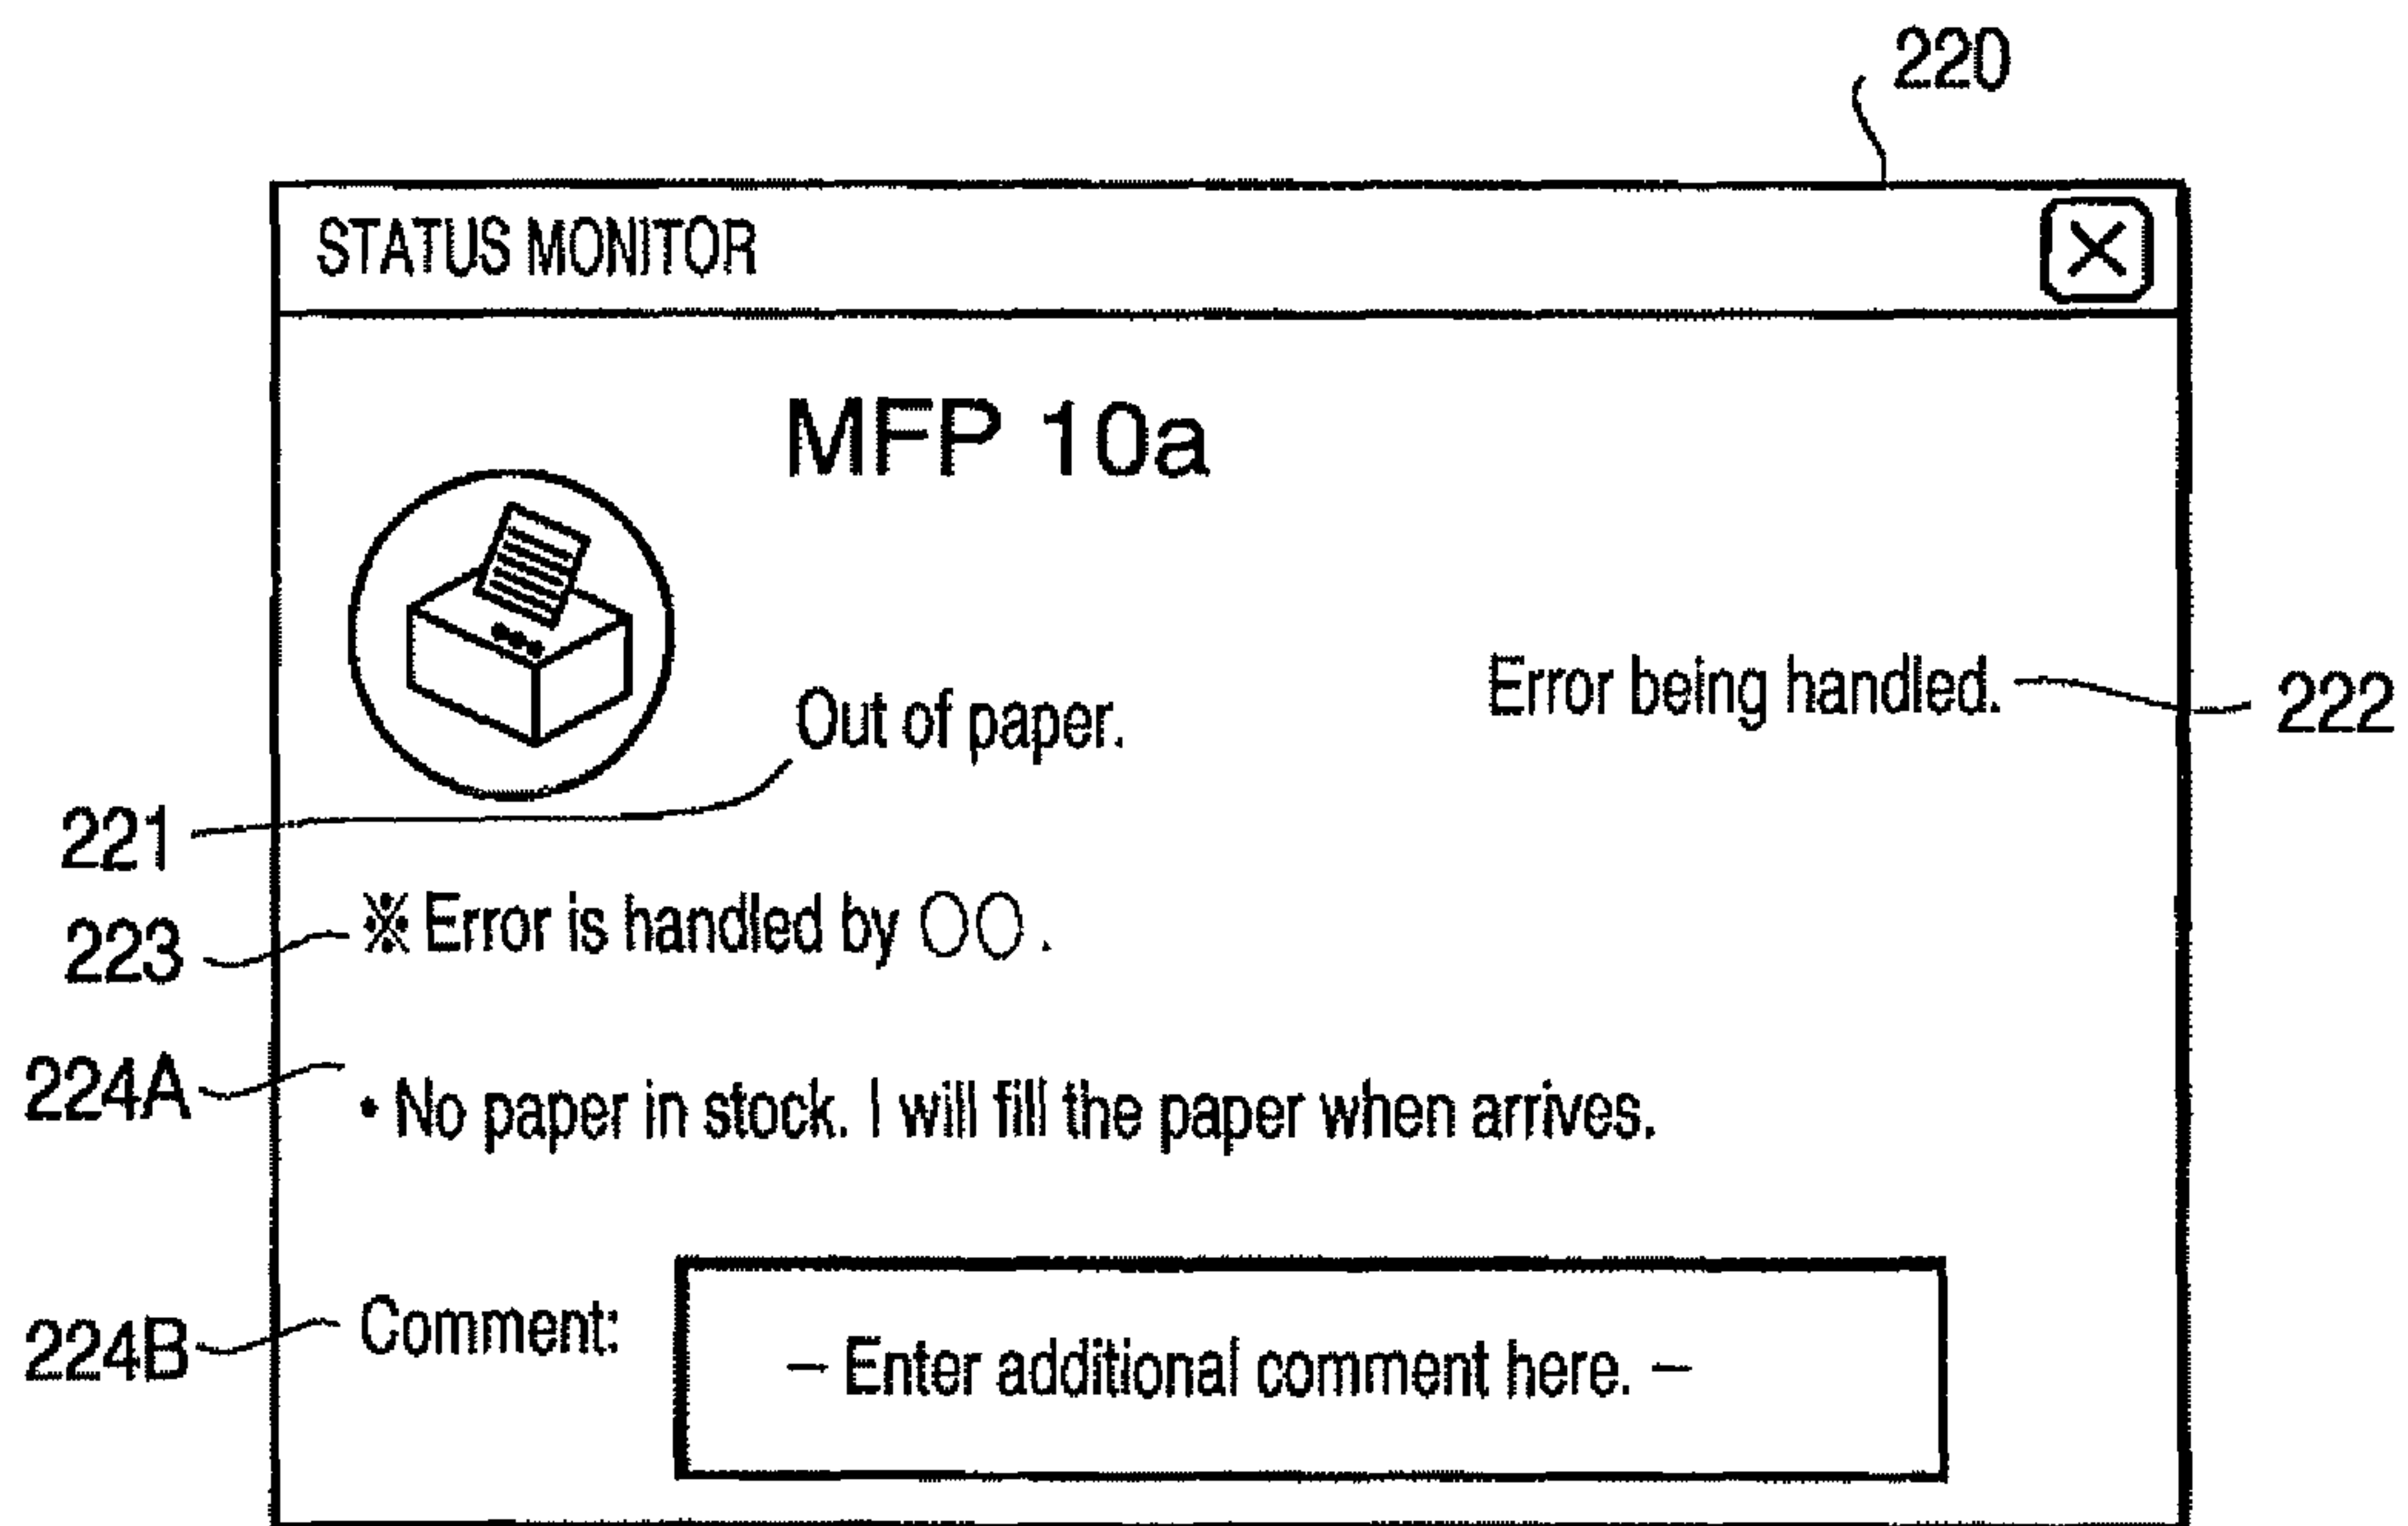 220
STATUS MONITOR
MFP 10a
Error being handled.
222
Out of paper.
221
223
※ Error is handled by ○○.
224A
• No paper in stock. I will fill the paper when arrives.
224B
Comment:
– Enter additional comment here. –